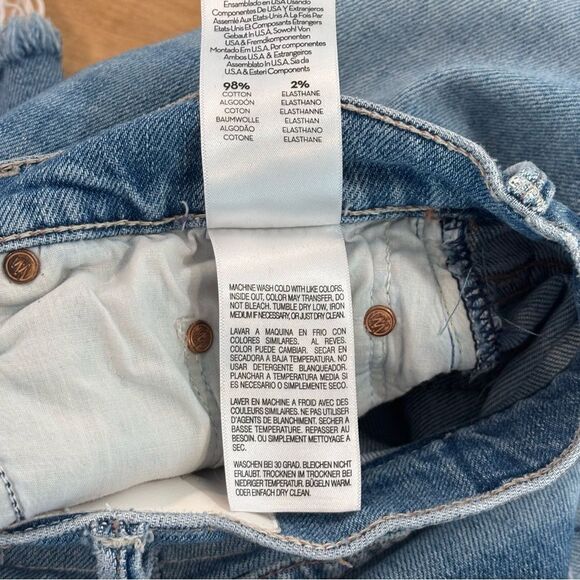 Ensamblado en USA Usando
Componentes De USA Y Extranjeros
Assemlé Aux Etats-Unis A La Fois Par
Etats-Unis Et Composants Étrangers
Gebaut In U.S.A. Sowohl Von
USA & Fremdkomponenten
Montado Em U.S.A. Por componentes
Ambos U.S.A & Estrangeiros
Assemblato In U.S.A. Sia da
U.S.A & Esteri Componenti
98% 2%
COTTON ELASTHANE
ALGODÓN ELASTHANO
COTON ELASTHANNE
BAUMWOLLE ELASTHAN
ALGODÃO ELASTHANO
COTONE ELASTHANE
MACHINE WASH COLD WITH LIKE COLORS,
INSIDE OUT, COLOR MAY TRANSFER. DO
NOT BLEACH. TUMBLE DRY LOW, IRON
MEDIUM IF NECESSARY, OR JUST DRY CLEAN.
LAVAR A MAQUINA EN FRIO CON
COLORES SIMILARES. AL REVES.
COLOR PUEDE CAMBIAR. SECAR EN
SECADORA A BAJA TEMPERATURA. NO
USAR DETERGENTE BLANQUEADOR.
PLANCHAR A TEMPERATURA MEDIA SI
ES NECESARIO O SIMPLEMENTE SECO.
LAVER EN MACHINE A FROID AVEC DES
COULEURS SIMILAIRES. NE PAS UTILISER
D'AGENTS DE BLANCHIMENT. SECHER A
BASSE TEMPERATURE. REPASSER AU
BESOIN. OU SIMPLEMENT METTOYAGE A
SEC.
WASCHEN BEI 30 GRAD. BLEICHEN NICHT
ERLAUBT. TROCKNEN IM TROCKNER BEI
NIEDRIGER TEMPERATUR. BÜGELN WARM.
ODER EINFACH DRY CLEAN.